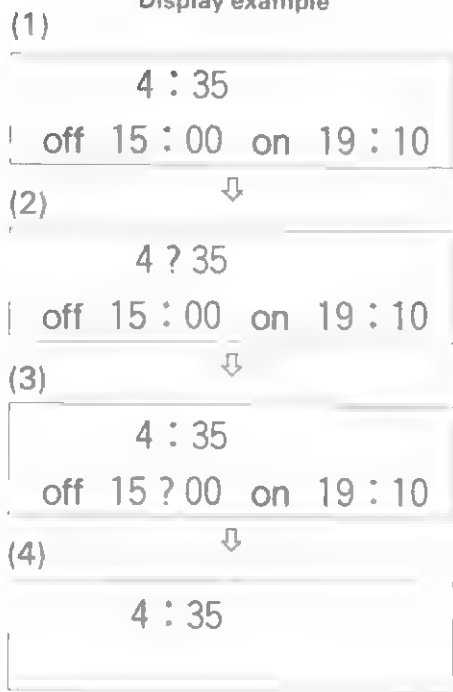 Display example
(1)
4 : 35
off 15 : 00 on 19 : 10
(2)
4 ? 35
off 15 : 00 on 19 : 10
(3)
4 : 35
off 15 ? 00 on 19 : 10
(4)
4 : 35